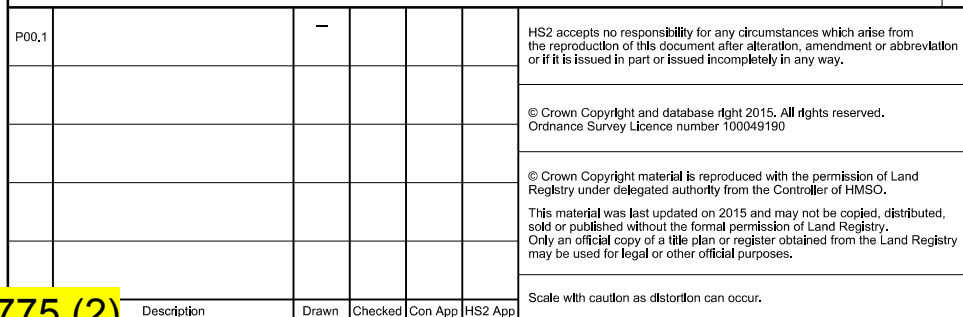 P00.1 –
HS2 accepts no responsibility for any circumstances which arise from
the reproduction of this document after alteration, amendment or abbreviation
or if it is issued in part or issued incompletely in any way.
© Crown Copyright and database right 2015. All rights reserved.
Ordnance Survey Licence number 100049190
© Crown Copyright material is reproduced with the permission of Land
Registry under delegated authority from the Controller of HMSO.
This material was last updated on 2015 and may not be copied, distributed,
sold or published without the formal permission of Land Registry.
Only an official copy of a title plan or register obtained from the Land Registry
may be used for legal or other official purposes.
Scale with caution as distortion can occur.
775 (2) Description Drawn Checked Con App HS2 App